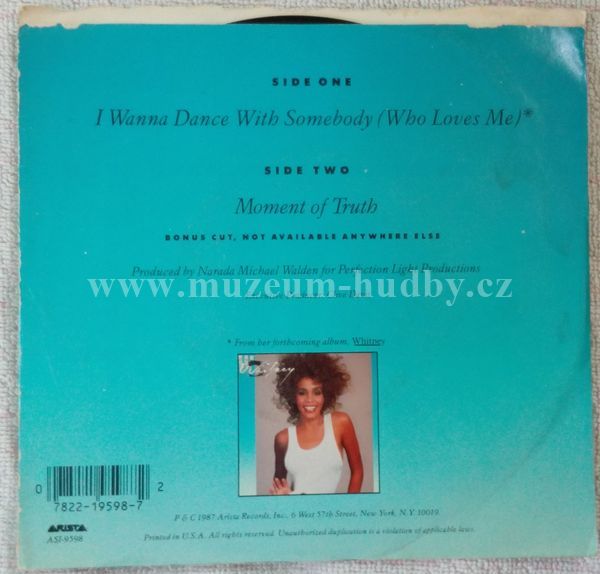 SIDE ONE
I Wanna Dance With Somebody (Who Loves Me)*
SIDE TWO
Moment of Truth
BONUS CUT, NOT AVAILABLE ANYWHERE ELSE
Produced by Narada Michael Walden for Perfection Light Productions
www.muzeum-hudby.cz
* From her forthcoming album, Whitney
Whitney
0 7822-19598-7 2
P & C 1987 Arista Records, Inc., 6 West 57th Street, New York, N.Y. 10019.
ARISTA
AS1-9598
Printed in U.S.A. All rights reserved. Unauthorized duplication is a violation of applicable laws.